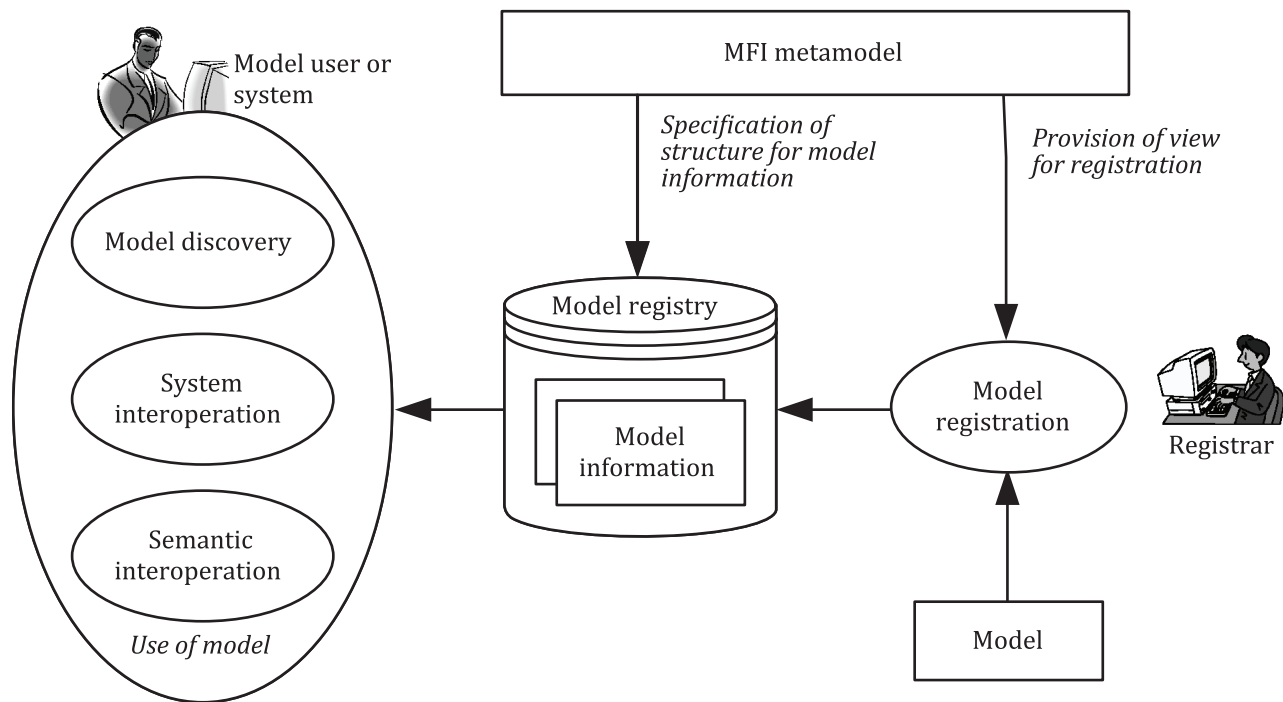 Model user or
system
MFI metamodel
Specification of
structure for model
information
Provision of view
for registration
Model discovery
System
interoperation
Semantic
interoperation
Use of model
Model registry
Model
information
Model
registration
Registrar
Model